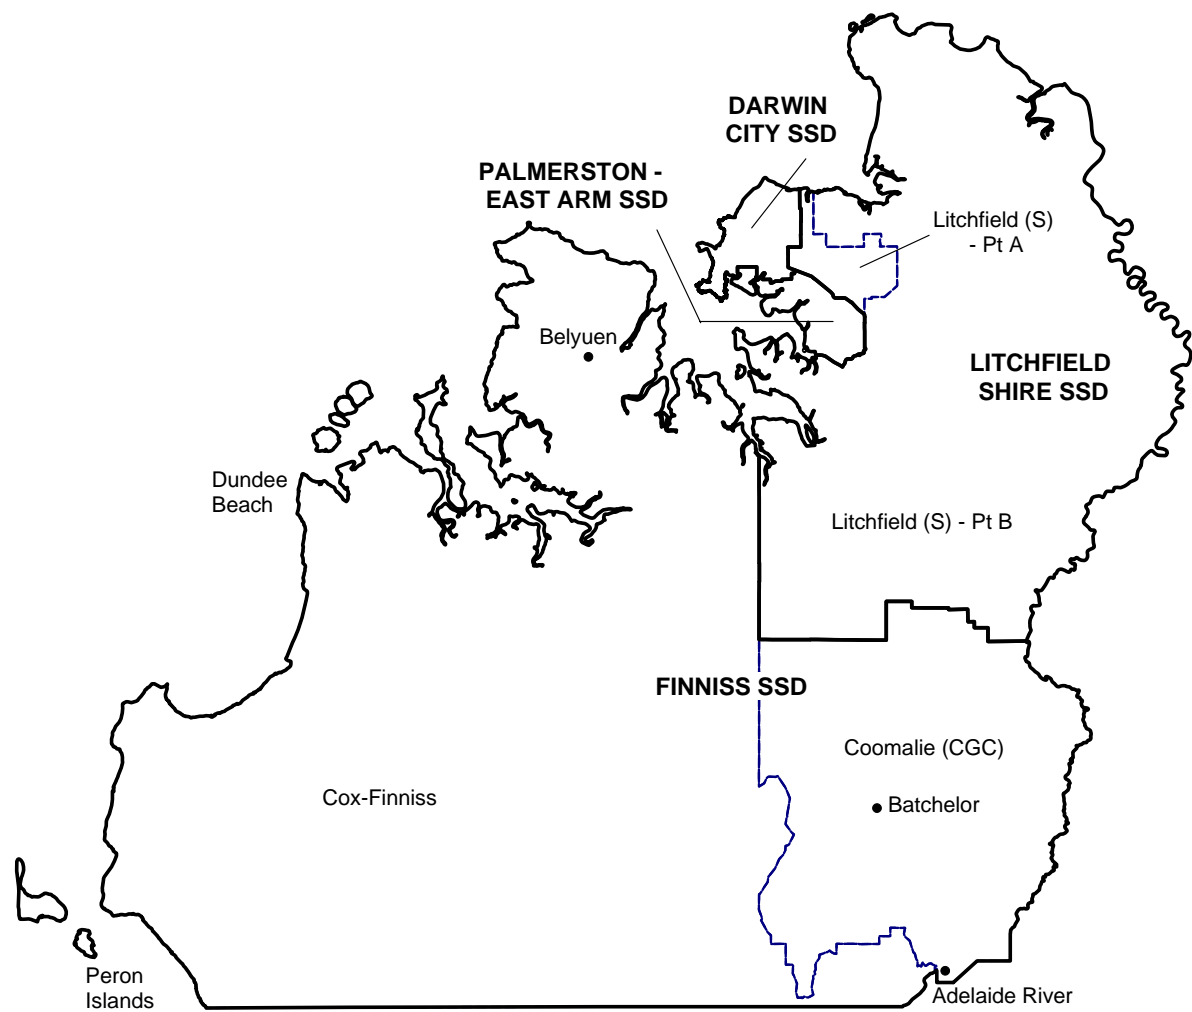 DARWIN
CITY SSD
PALMERSTON -
EAST ARM SSD
Litchfield (S)
- Pt A
Belyuen
LITCHFIELD
SHIRE SSD
Dundee
Beach
Litchfield (S) - Pt B
FINNISS SSD
Coomalie (CGC)
Cox-Finniss
Batchelor
Peron
Islands
Adelaide River